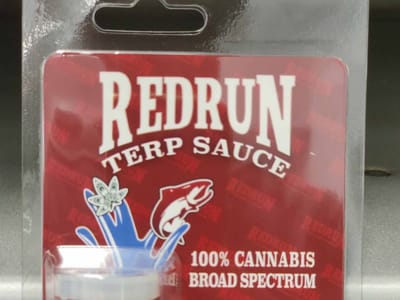 REDRUN
TERP SAUCE
100% CANNABIS
BROAD SPECTRUM